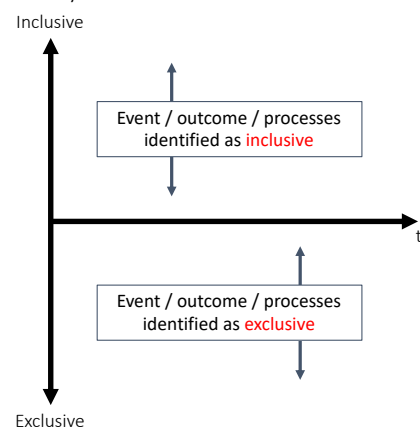 Inclusive
Event / outcome / processes
identified as inclusive
t
Event / outcome / processes
identified as exclusive
Exclusive